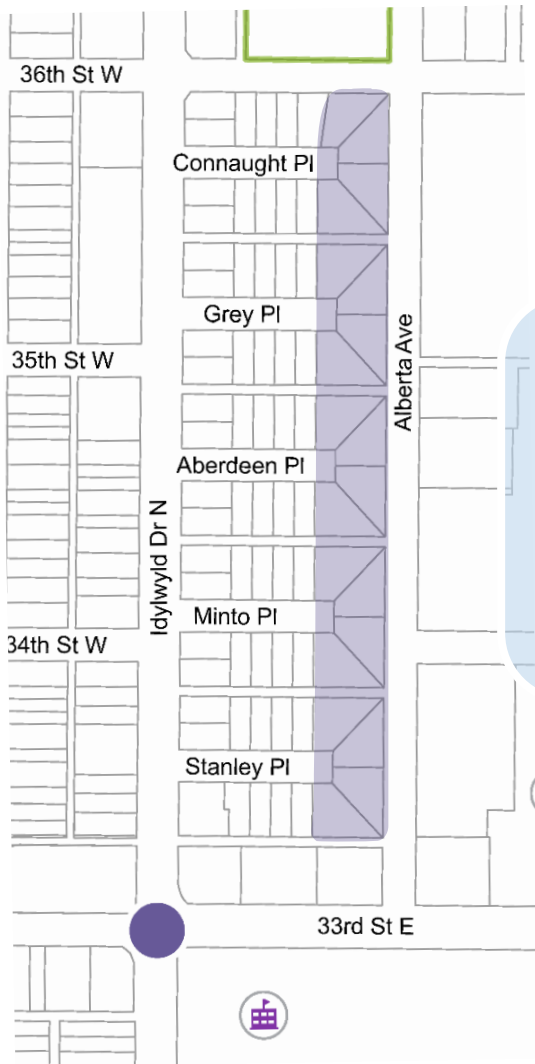 36th St W
Connaught Pl
Grey Pl
Alberta Ave
35th St W
Aberdeen Pl
Idylwyld Dr N
Minto Pl
34th St W
Stanley Pl
33rd St E